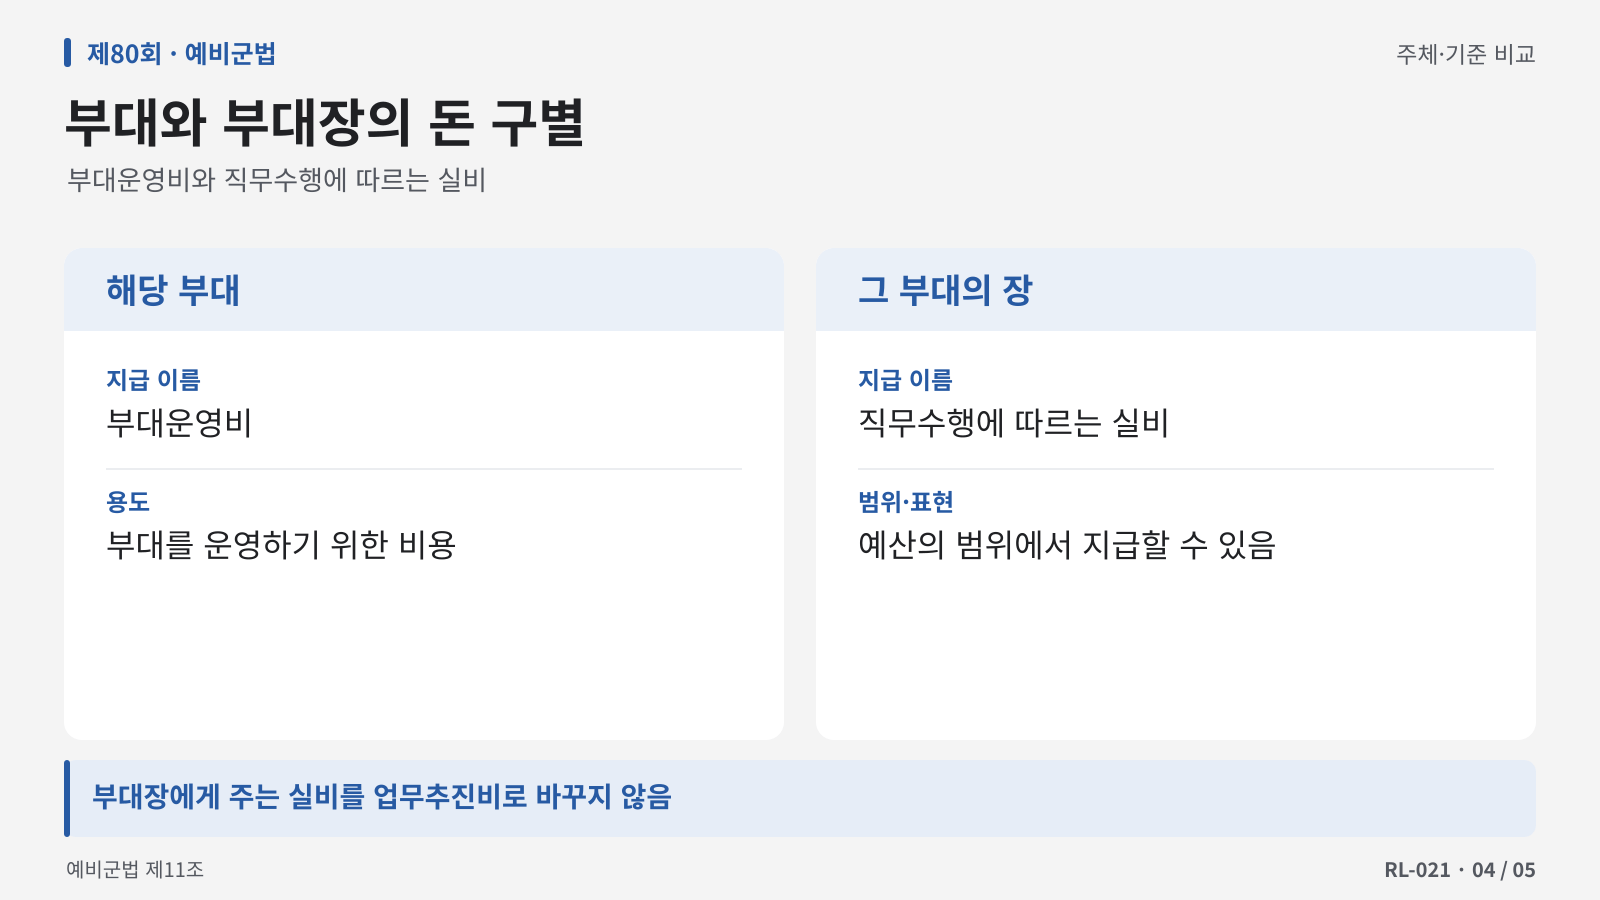 제80회 · 예비군법
주체·기준 비교
부대와 부대장의 돈 구별
부대운영비와 직무수행에 따르는 실비
해당 부대
지급 이름
부대운영비
용도
부대를 운영하기 위한 비용
그 부대의 장
지급 이름
직무수행에 따르는 실비
범위·표현
예산의 범위에서 지급할 수 있음
부대장에게 주는 실비를 업무추진비로 바꾸지 않음
예비군법 제11조
RL-021 · 04 / 05